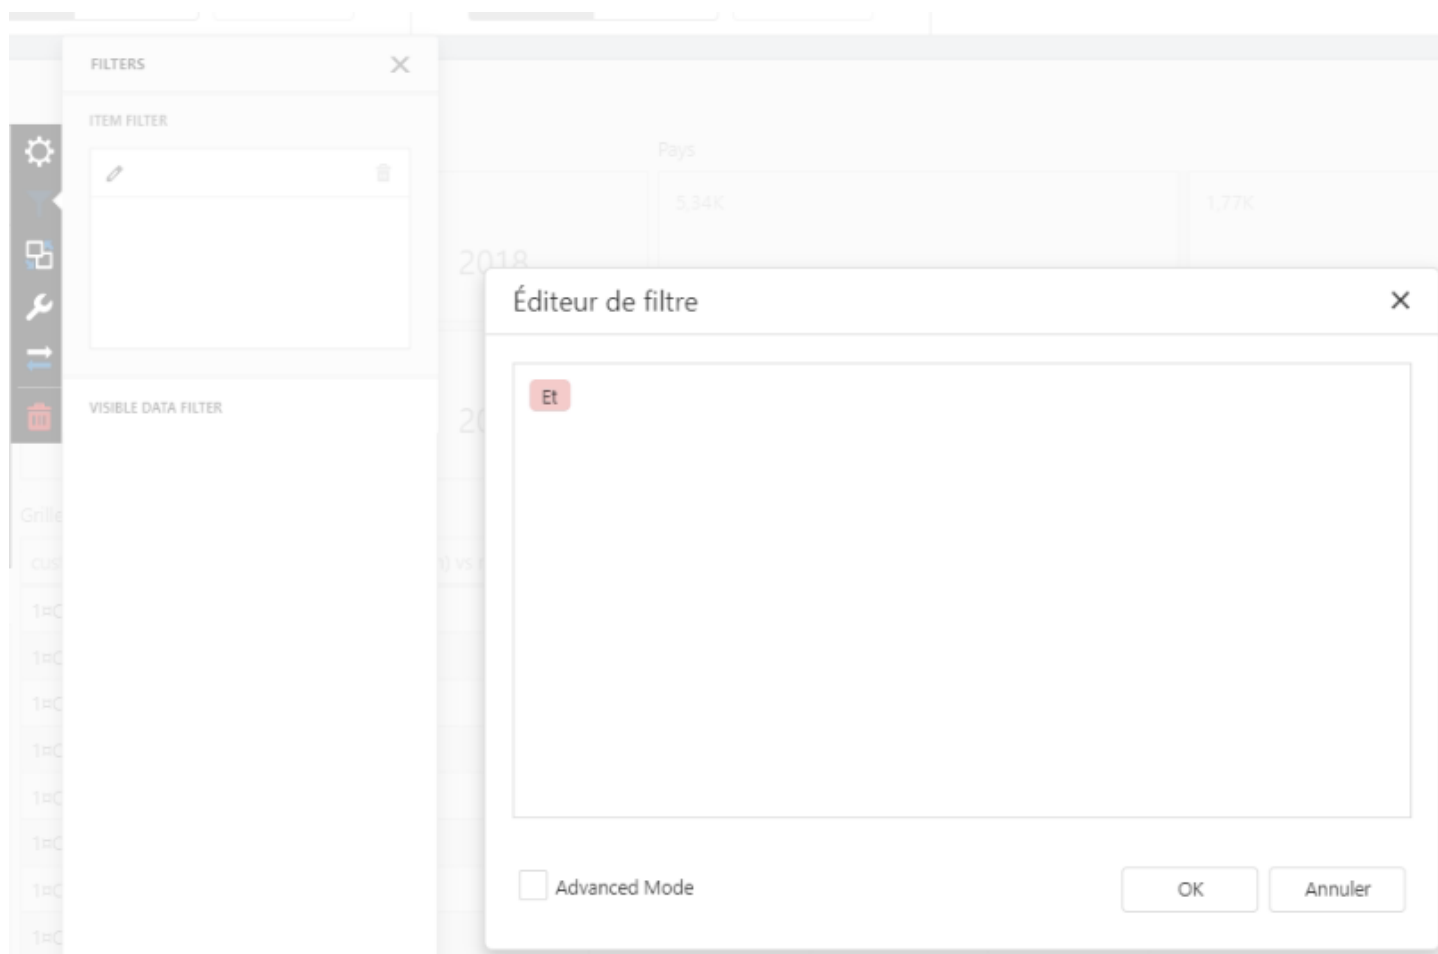 FILTERS
ITEM FILTER
Pays
5,34K
1,77K
2018
Éditeur de filtre
Et
VISIBLE DATA FILTER
Grille
Advanced Mode
OK
Annuler